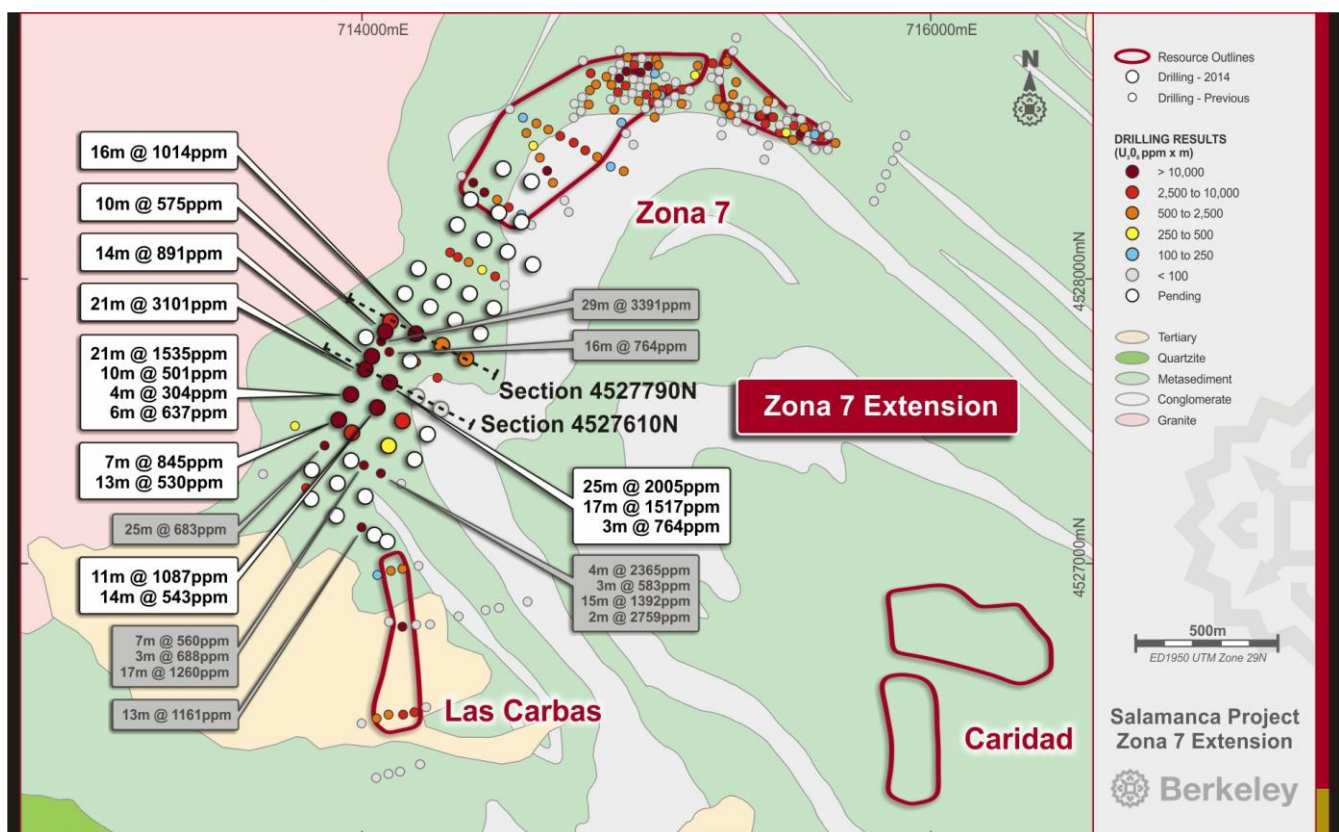 714000mE
716000mE
4528000mN
4527000mN
N
16m @ 1014ppm
10m @ 575ppm
14m @ 891ppm
21m @ 3101ppm
21m @ 1535ppm
10m @ 501ppm
4m @ 304ppm
6m @ 637ppm
7m @ 845ppm
13m @ 530ppm
25m @ 683ppm
11m @ 1087ppm
14m @ 543ppm
7m @ 560ppm
3m @ 688ppm
17m @ 1260ppm
13m @ 1161ppm
29m @ 3391ppm
16m @ 764ppm
Section 4527790N
Section 4527610N
25m @ 2005ppm
17m @ 1517ppm
3m @ 764ppm
4m @ 2365ppm
3m @ 583ppm
15m @ 1392ppm
2m @ 2759ppm
Zona 7
Zona 7 Extension
Las Carbas
Caridad
Resource Outlines
Drilling - 2014
Drilling - Previous
DRILLING RESULTS
(U₃O₈ ppm x m)
> 10,000
2,500 to 10,000
500 to 2,500
250 to 500
100 to 250
< 100
Pending
Tertiary
Quartzite
Metasediment
Conglomerate
Granite
500m
ED1950 UTM Zone 29N
Salamanca Project
Zona 7 Extension
Berkeley